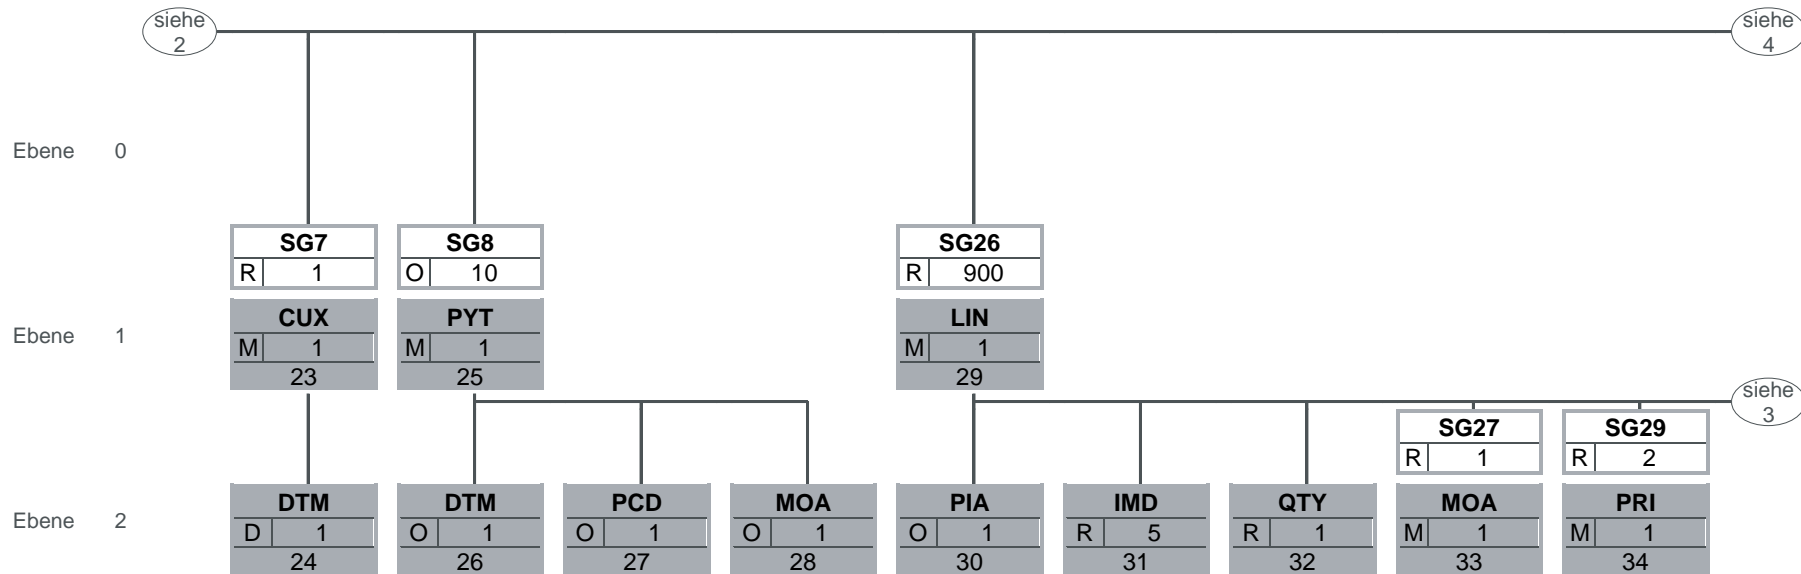 siehe
2
siehe
4
Ebene 0
SG7
R 1
SG8
O 10
SG26
R 900
Ebene 1
CUX
M 1
23
PYT
M 1
25
LIN
M 1
29
siehe
3
SG27
R 1
SG29
R 2
Ebene 2
DTM
D 1
24
DTM
O 1
26
PCD
O 1
27
MOA
O 1
28
PIA
O 1
30
IMD
R 5
31
QTY
R 1
32
MOA
M 1
33
PRI
M 1
34